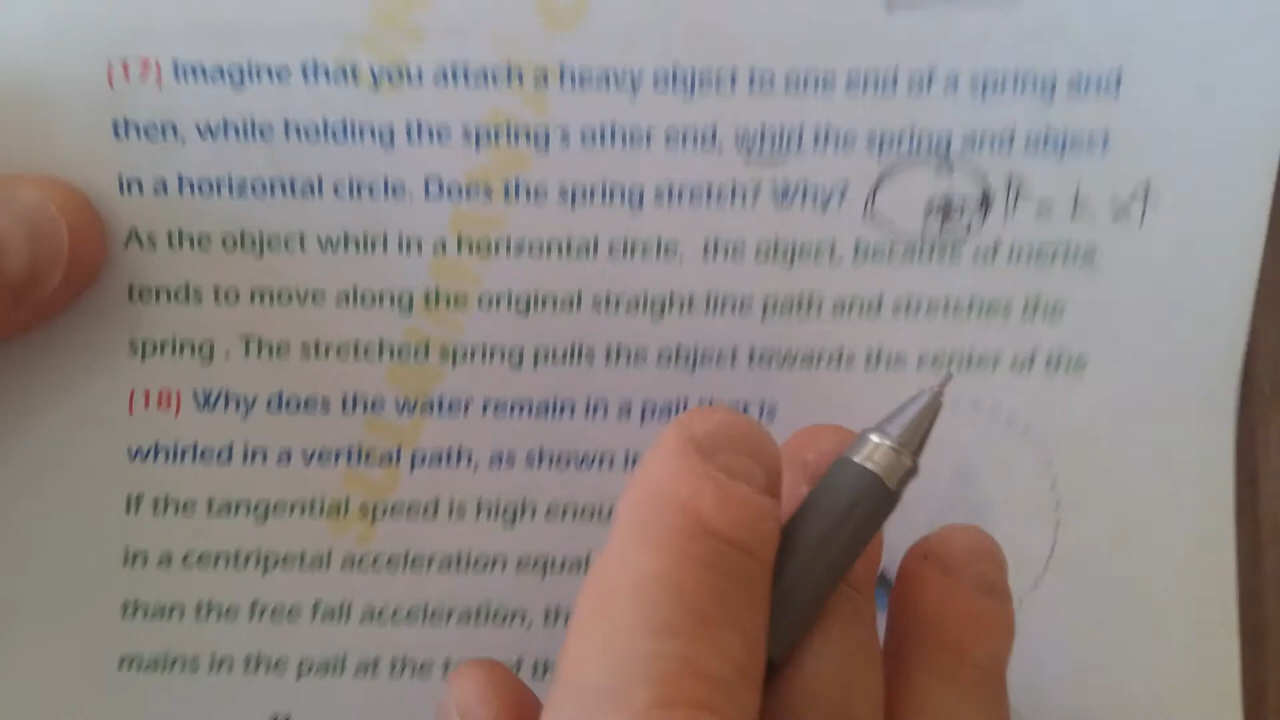 (17) Imagine that you attach a heavy object to one end of a spring and
then, while holding the spring's other end, whirl the spring and object
in a horizontal circle. Does the spring stretch? Why?
As the object whirl in a horizontal circle, the object, because of inertia
tends to move along the original straight line path and stretches the
spring . The stretched spring pulls the object towards the center of the
(18) Why does the water remain in a pail that is
whirled in a vertical path, as shown
If the tangential speed is high
in a centripetal acceleration equal
than the free fall acceleration,
mains in the pail at the of